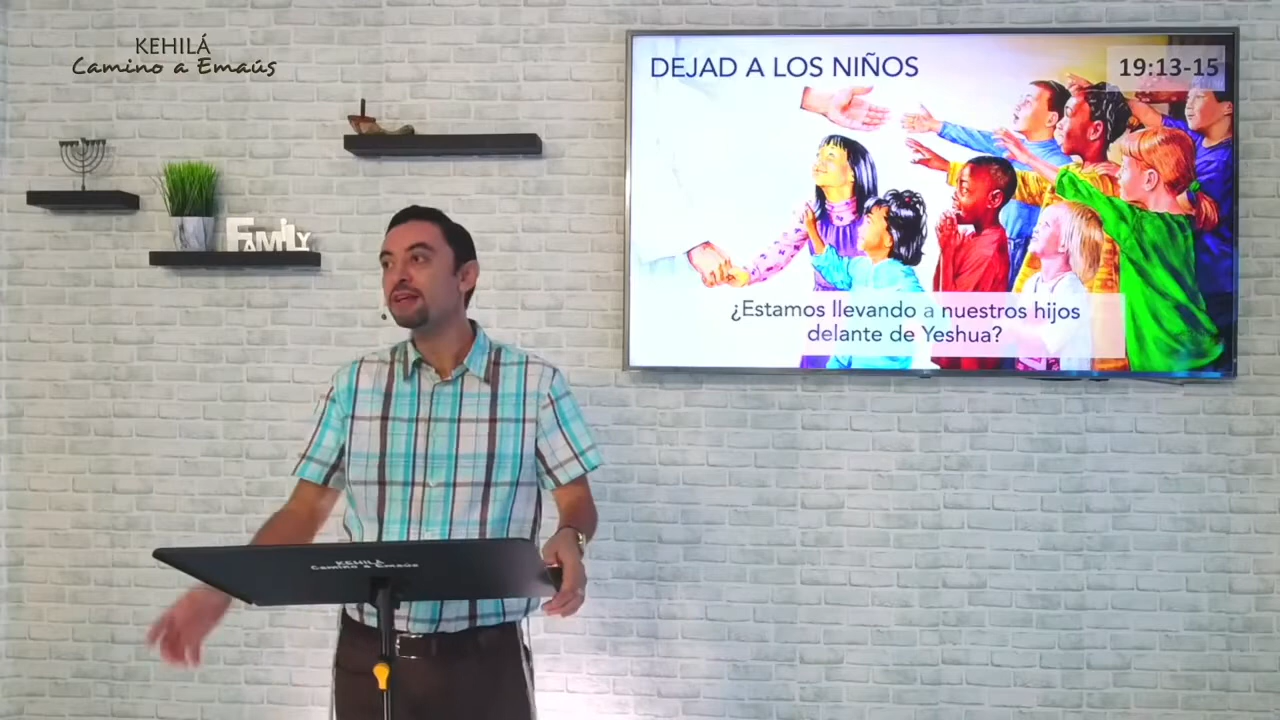 KEHILÁ
Camino a Emaús
DEJAD A LOS NIÑOS
19:13-15
FAMILY
¿Estamos llevando a nuestros hijos
delante de Yeshua?
KEHILÁ
Camino a Emaús